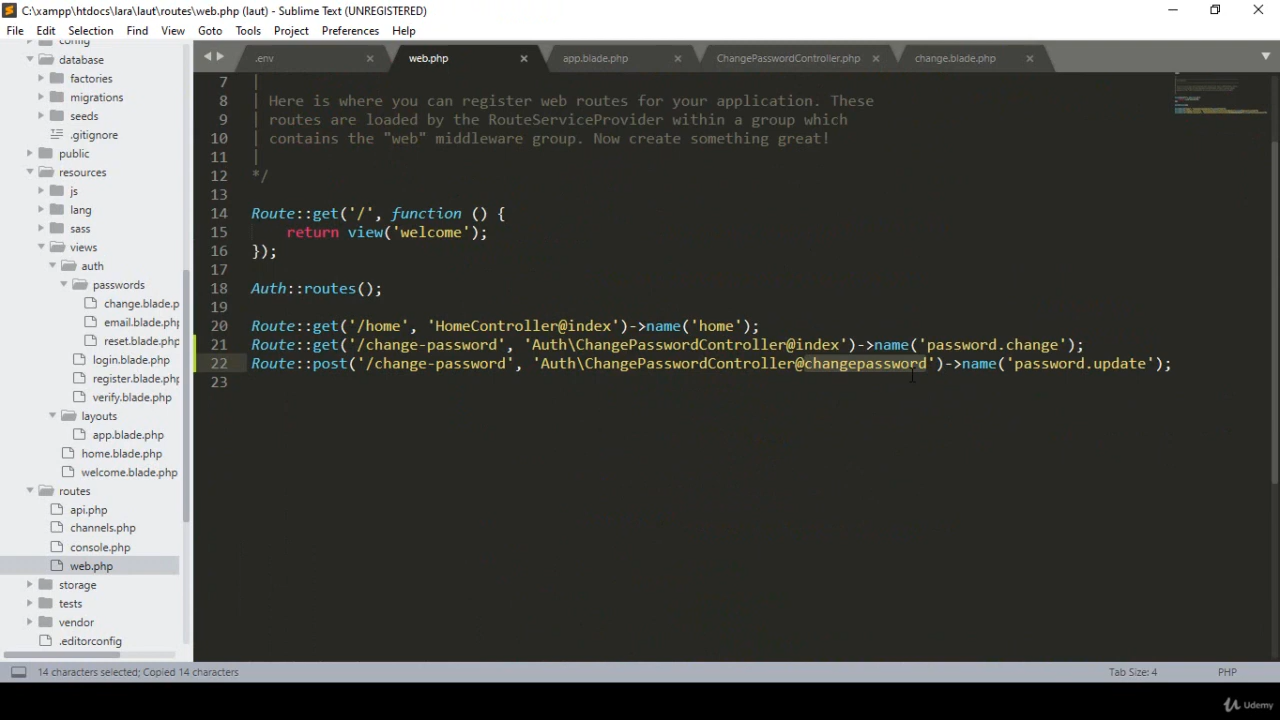 C:\xampp\htdocs\lara\laut\routes\web.php (laut) - Sublime Text (UNREGISTERED)
File Edit Selection Find View Goto Tools Project Preferences Help
.env web.php app.blade.php ChangePasswordController.php change.blade.php
config
database
factories
migrations
seeds
.gitignore
public
resources
js
lang
sass
views
auth
passwords
change.blade.p
email.blade.php
reset.blade.php
login.blade.php
register.blade.php
verify.blade.php
layouts
app.blade.php
home.blade.php
welcome.blade.php
routes
api.php
channels.php
console.php
web.php
storage
tests
vendor
.editorconfig
7 |
8 | Here is where you can register web routes for your application. These
9 | routes are loaded by the RouteServiceProvider within a group which
10 | contains the "web" middleware group. Now create something great!
11 |
12 */
13
14 Route::get('/', function () {
15 return view('welcome');
16 });
17
18 Auth::routes();
19
20 Route::get('/home', 'HomeController@index')->name('home');
21 Route::get('/change-password', 'Auth\ChangePasswordController@index')->name('password.change');
22 Route::post('/change-password', 'Auth\ChangePasswordController@changepassword')->name('password.update');
23
14 characters selected; Copied 14 characters Tab Size: 4 PHP
Udemy